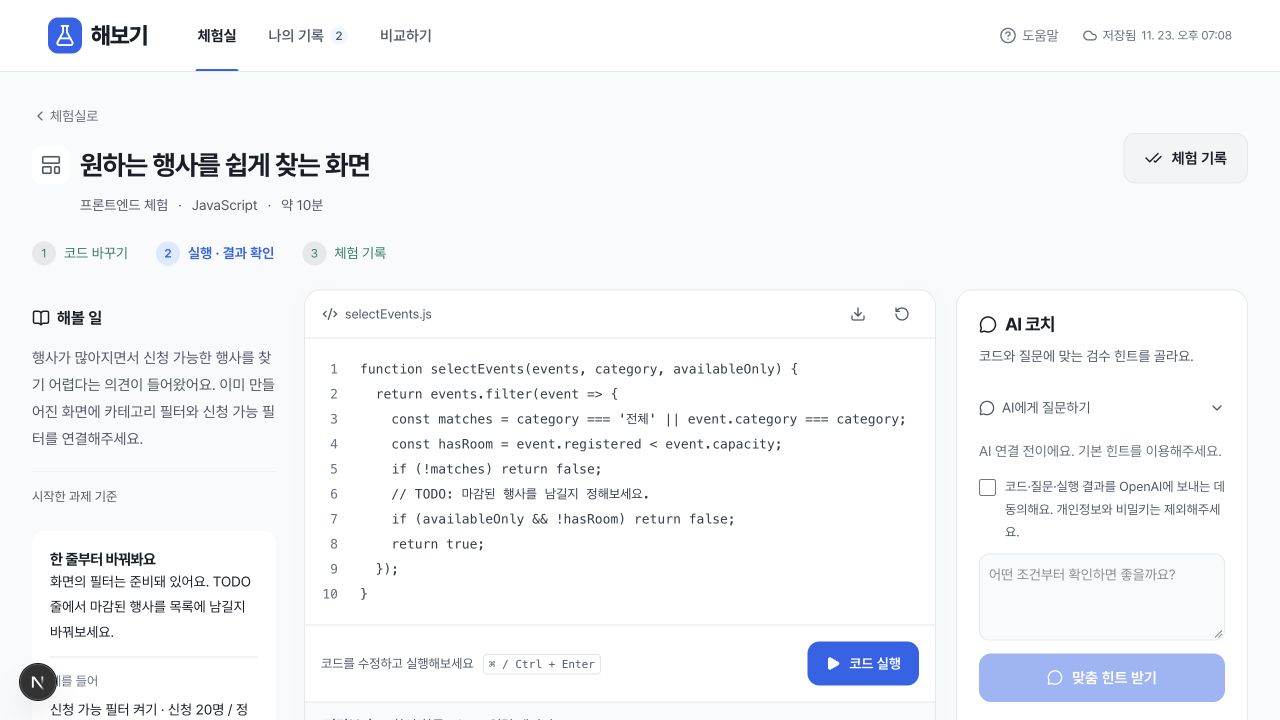 해보기
체험실
나의 기록 2
비교하기
도움말
저장됨 11. 23. 오후 07:08
체험실로
원하는 행사를 쉽게 찾는 화면
프론트엔드 체험 · JavaScript · 약 10분
체험 기록
1 코드 바꾸기
2 실행 · 결과 확인
3 체험 기록
해볼 일
행사가 많아지면서 신청 가능한 행사를 찾
기 어렵다는 의견이 들어왔어요. 이미 만들
어진 화면에 카테고리 필터와 신청 가능 필
터를 연결해주세요.
시작한 과제 기준
한 줄부터 바꿔봐요
화면의 필터는 준비돼 있어요. TODO
줄에서 마감된 행사를 목록에 남길지
바꿔보세요.
를 들어
신청 가능 필터 켜기 · 신청 20명 / 정
N
selectEvents.js
1 function selectEvents(events, category, availableOnly) {
2 return events.filter(event => {
3 const matches = category === '전체' || event.category === category;
4 const hasRoom = event.registered < event.capacity;
5 if (!matches) return false;
6 // TODO: 마감된 행사를 남길지 정해보세요.
7 if (availableOnly && !hasRoom) return false;
8 return true;
9 });
10 }
코드를 수정하고 실행해보세요 ⌘ / Ctrl + Enter
코드 실행
AI 코치
코드와 질문에 맞는 검수 힌트를 골라요.
AI에게 질문하기
AI 연결 전이에요. 기본 힌트를 이용해주세요.
코드·질문·실행 결과를 OpenAI에 보내는 데
동의해요. 개인정보와 비밀키는 제외해주세
요.
어떤 조건부터 확인하면 좋을까요?
맞춤 힌트 받기